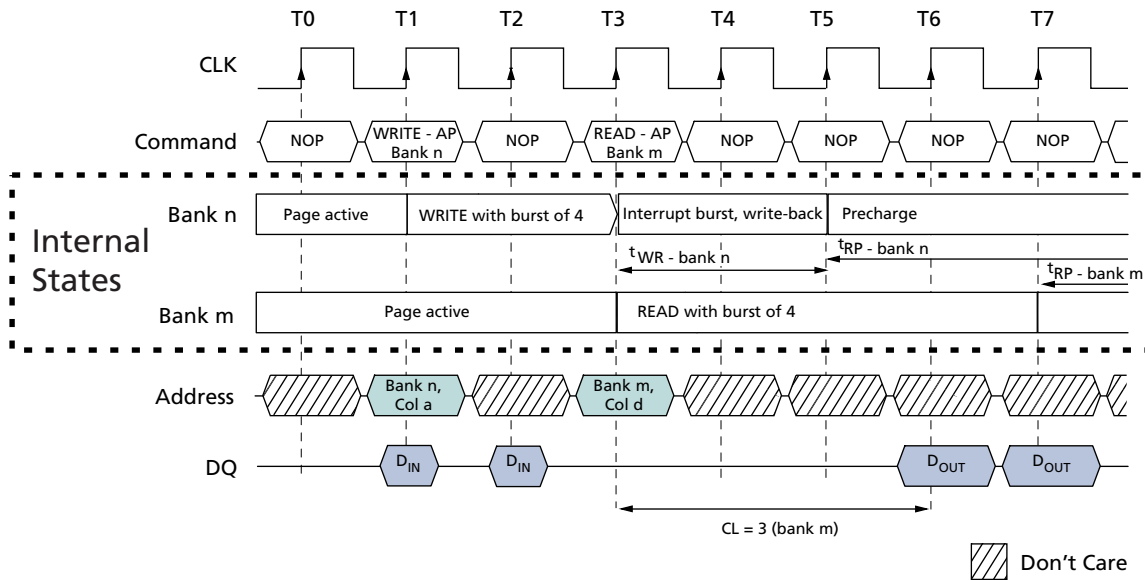 T0 T1 T2 T3 T4 T5 T6 T7
CLK
Command NOP WRITE - AP Bank n NOP READ - AP Bank m NOP NOP NOP NOP
Internal States
Bank n Page active WRITE with burst of 4 Interrupt burst, write-back Precharge
tWR - bank n tRP - bank n
tRP - bank m
Bank m Page active READ with burst of 4
Address Bank n, Col a Bank m, Col d
DQ DIN DIN DOUT DOUT
CL = 3 (bank m)
Don't Care